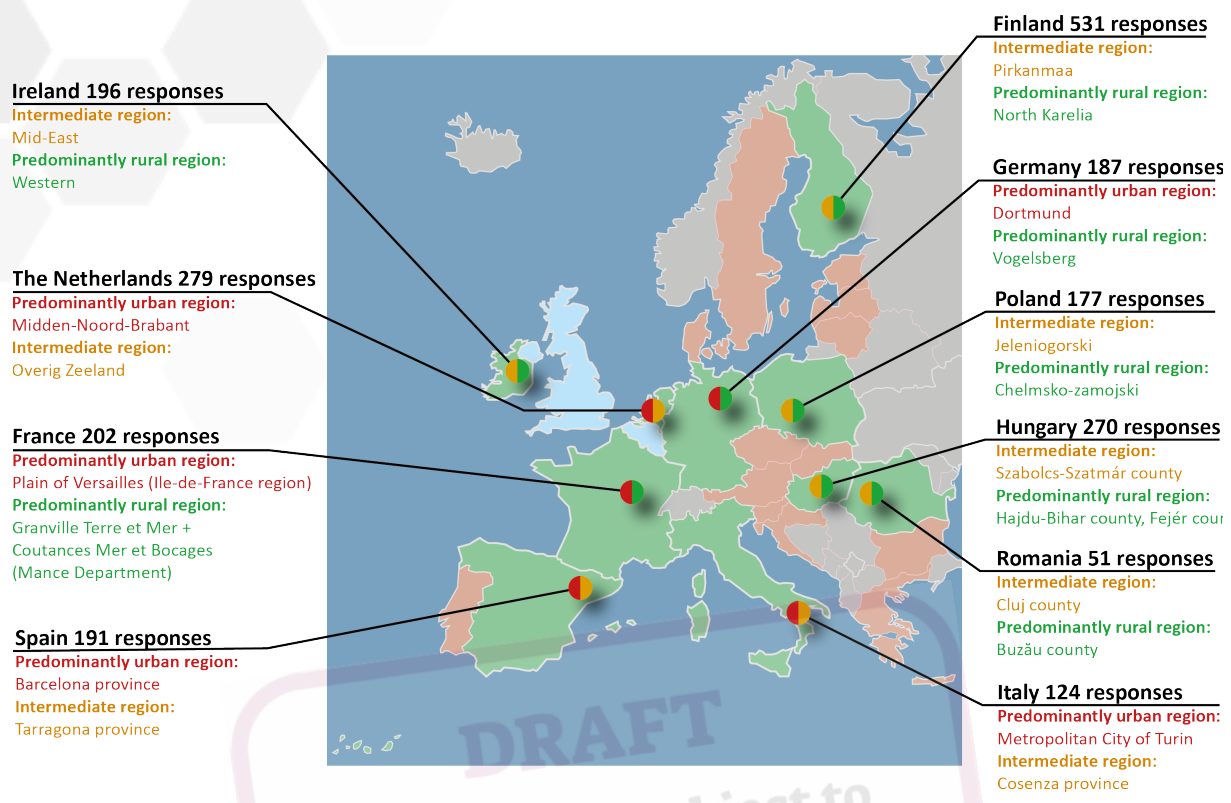 Ireland 196 responses
Intermediate region:
Mid-East
Predominantly rural region:
Western
The Netherlands 279 responses
Predominantly urban region:
Midden-Noord-Brabant
Intermediate region:
Overig Zeeland
France 202 responses
Predominantly urban region:
Plain of Versailles (Ile-de-France region)
Predominantly rural region:
Granville Terre et Mer +
Coutances Mer et Bocages
(Mance Department)
Spain 191 responses
Predominantly urban region:
Barcelona province
Intermediate region:
Tarragona province
Finland 531 responses
Intermediate region:
Pirkanmaa
Predominantly rural region:
North Karelia
Germany 187 responses
Predominantly urban region:
Dortmund
Predominantly rural region:
Vogelsberg
Poland 177 responses
Intermediate region:
Jeleniogorski
Predominantly rural region:
Chelmsko-zamojski
Hungary 270 responses
Intermediate region:
Szabolcs-Szatmár county
Predominantly rural region:
Hajdu-Bihar county, Fejér
Romania 51 responses
Intermediate region:
Cluj county
Predominantly rural region:
Buzău county
Italy 124 responses
Predominantly urban region:
Metropolitan City of Turin
Intermediate region:
Cosenza province
DRAFT
to